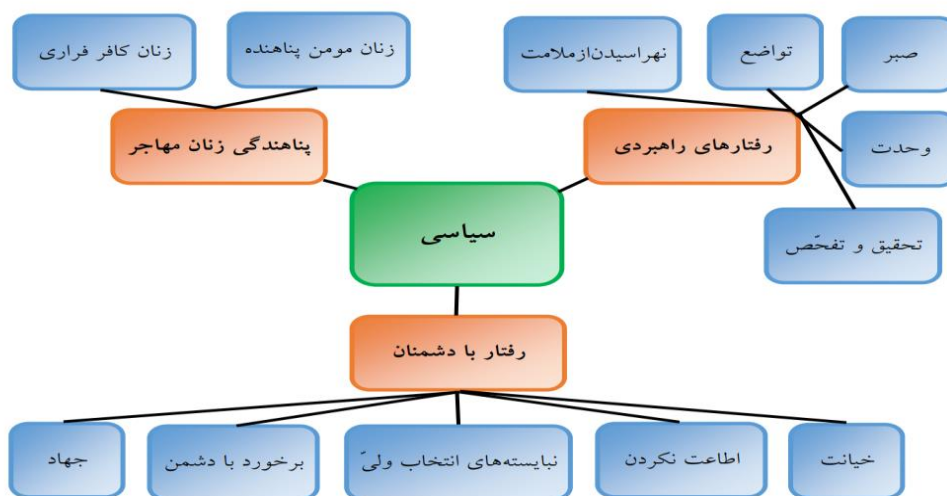 صبر
تواضع
نهراسیدن‌ازملامت
زنان مومن پناهنده
زنان کافر فراری
رفتارهای راهبردی
پناهندگی زنان مهاجر
وحدت
تحقیق و تفحّص
سیاسی
رفتار با دشمنان
خیانت
اطاعت نکردن
نبایسته‌های انتخاب ولیّ
برخورد با دشمن
جهاد